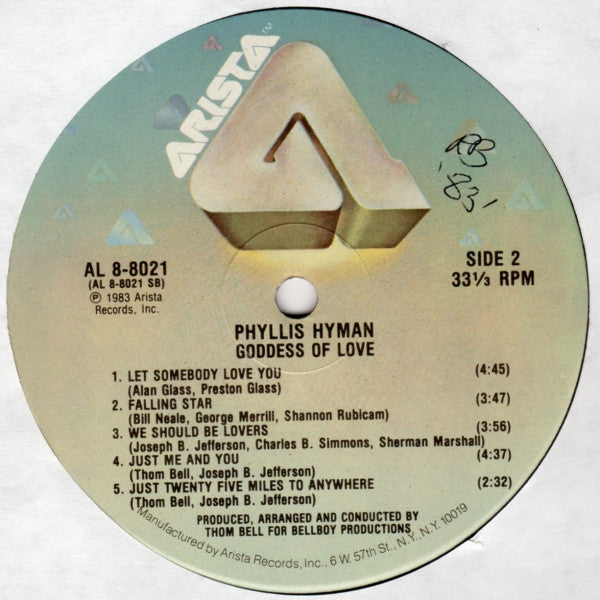 ARISTA™
RB
'83'
AL 8-8021
(AL 8-8021 SB)
℗ 1983 Arista
Records, Inc.
SIDE 2
33⅓ RPM
PHYLLIS HYMAN
GODDESS OF LOVE
1. LET SOMEBODY LOVE YOU (4:45)
(Alan Glass, Preston Glass)
2. FALLING STAR (3:47)
(Bill Neale, George Merrill, Shannon Rubicam)
3. WE SHOULD BE LOVERS (3:56)
(Joseph B. Jefferson, Charles B. Simmons, Sherman Marshall)
4. JUST ME AND YOU (4:37)
(Thom Bell, Joseph B. Jefferson)
5. JUST TWENTY FIVE MILES TO ANYWHERE (2:32)
(Thom Bell, Joseph B. Jefferson)
PRODUCED, ARRANGED AND CONDUCTED BY
THOM BELL FOR BELLBOY PRODUCTIONS
Manufactured by Arista Records, Inc., 6 W. 57th St., N.Y., N.Y. 10019